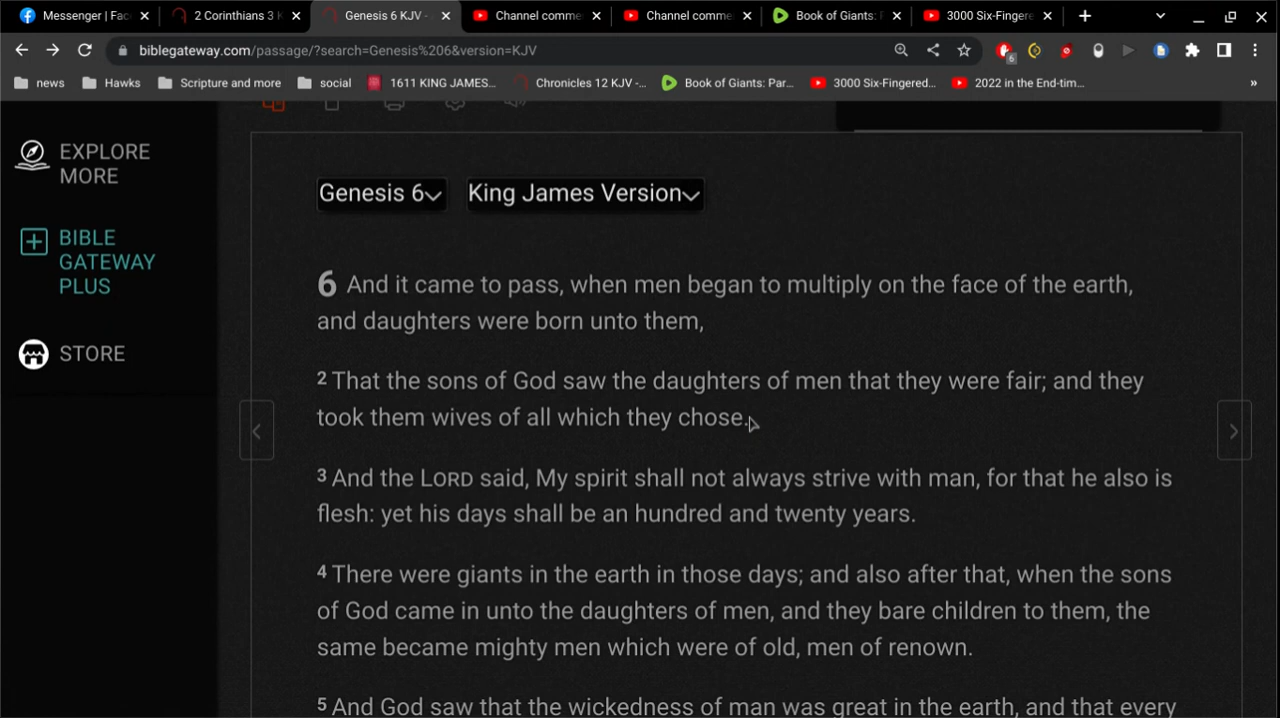 Messenger | Fac
2 Corinthians 3 K
Genesis 6 KJV -
Channel comme
Channel comme
Book of Giants: P
3000 Six-Fingere
biblegateway.com/passage/?search=Genesis%206&version=KJV
6
news
Hawks
Scripture and more
social
1611 KING JAMES...
Chronicles 12 KJV -...
Book of Giants: Par...
3000 Six-Fingered...
2022 in the End-tim...
»
EXPLORE
MORE
BIBLE
GATEWAY
PLUS
STORE
Genesis 6
King James Version
6 And it came to pass, when men began to multiply on the face of the earth,
and daughters were born unto them,
2 That the sons of God saw the daughters of men that they were fair; and they
took them wives of all which they chose.
3 And the LORD said, My spirit shall not always strive with man, for that he also is
flesh: yet his days shall be an hundred and twenty years.
4 There were giants in the earth in those days; and also after that, when the sons
of God came in unto the daughters of men, and they bare children to them, the
same became mighty men which were of old, men of renown.
5 And God saw that the wickedness of man was great in the earth, and that every